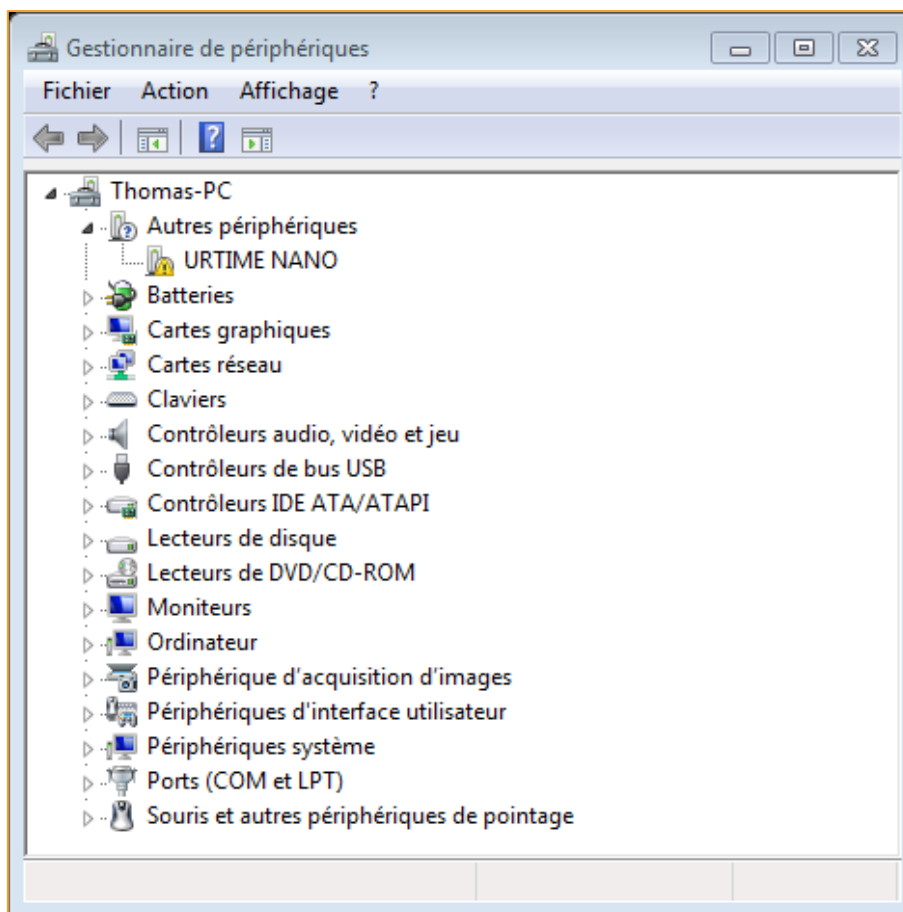 Gestionnaire de périphériques
Fichier Action Affichage ?
Thomas-PC
Autres périphériques
URTIME NANO
Batteries
Cartes graphiques
Cartes réseau
Claviers
Contrôleurs audio, vidéo et jeu
Contrôleurs de bus USB
Contrôleurs IDE ATA/ATAPI
Lecteurs de disque
Lecteurs de DVD/CD-ROM
Moniteurs
Ordinateur
Périphérique d'acquisition d'images
Périphériques d'interface utilisateur
Périphériques système
Ports (COM et LPT)
Souris et autres périphériques de pointage